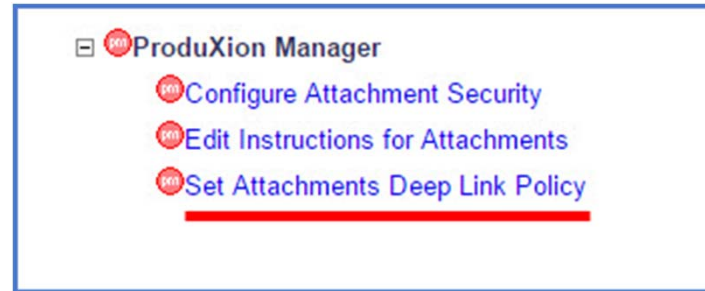 ProduXion Manager
Configure Attachment Security
Edit Instructions for Attachments
Set Attachments Deep Link Policy